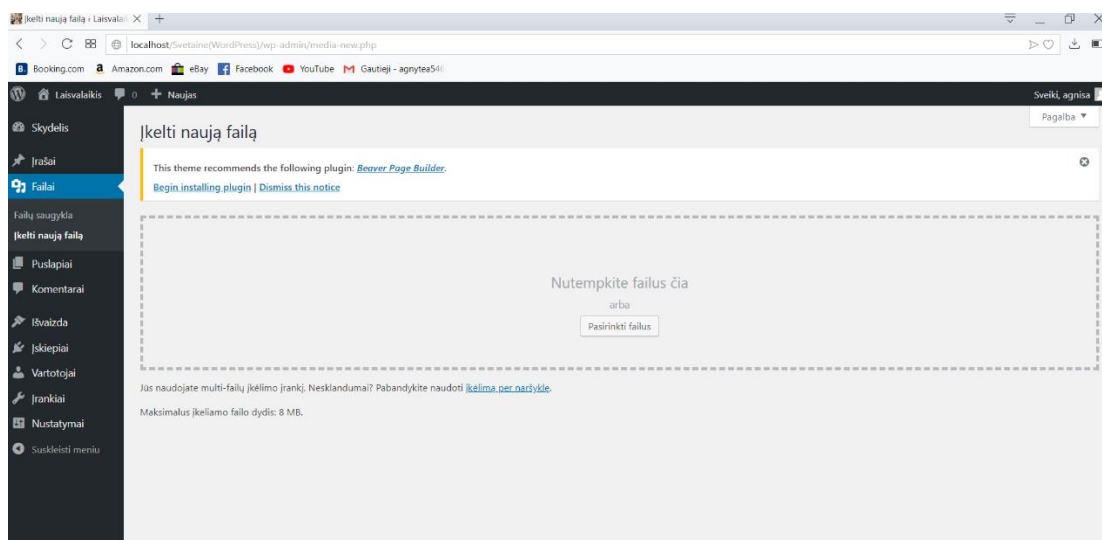 Įkelti naują failą ‹ Laisvalai
localhost/Svetaine(WordPress)/wp-admin/media-new.php
Booking.com Amazon.com eBay Facebook YouTube Gautieji - agnytea54
Laisvalaikis 0 Naujas Sveiki, agnisa
Pagalba
Skydelis
Įrašai
Failai
Failų saugykla
Įkelti naują failą
Puslapiai
Komentarai
Išvaizda
Įskiepiai
Vartotojai
Įrankiai
Nustatymai
Suskleisti meniu
Įkelti naują failą
This theme recommends the following plugin: Beaver Page Builder.
Begin installing plugin | Dismiss this notice
Nutempkite failus čia
arba
Pasirinkti failus
Jūs naudojate multi-failų įkėlimo įrankį. Nesklandumai? Pabandykite naudoti įkėlimą per naršyklę.
Maksimalus įkeliamo failo dydis: 8 MB.